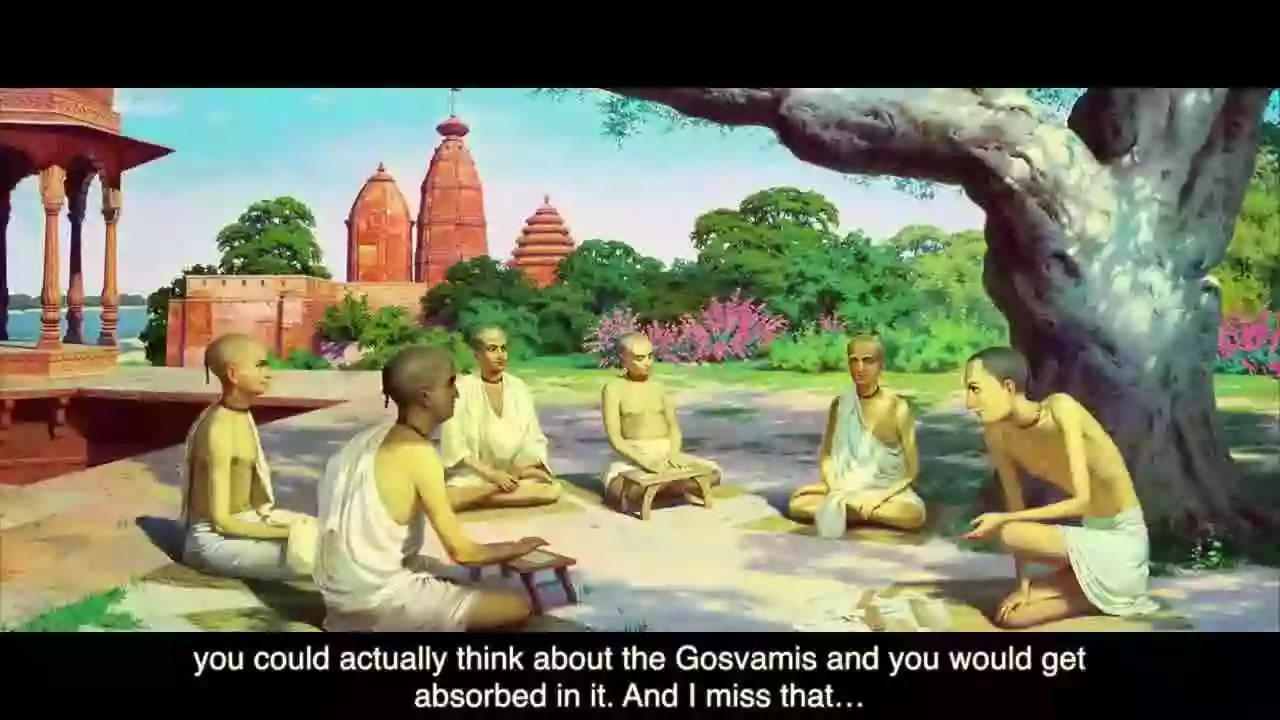 you could actually think about the Gosvamis and you would get
absorbed in it. And I miss that…